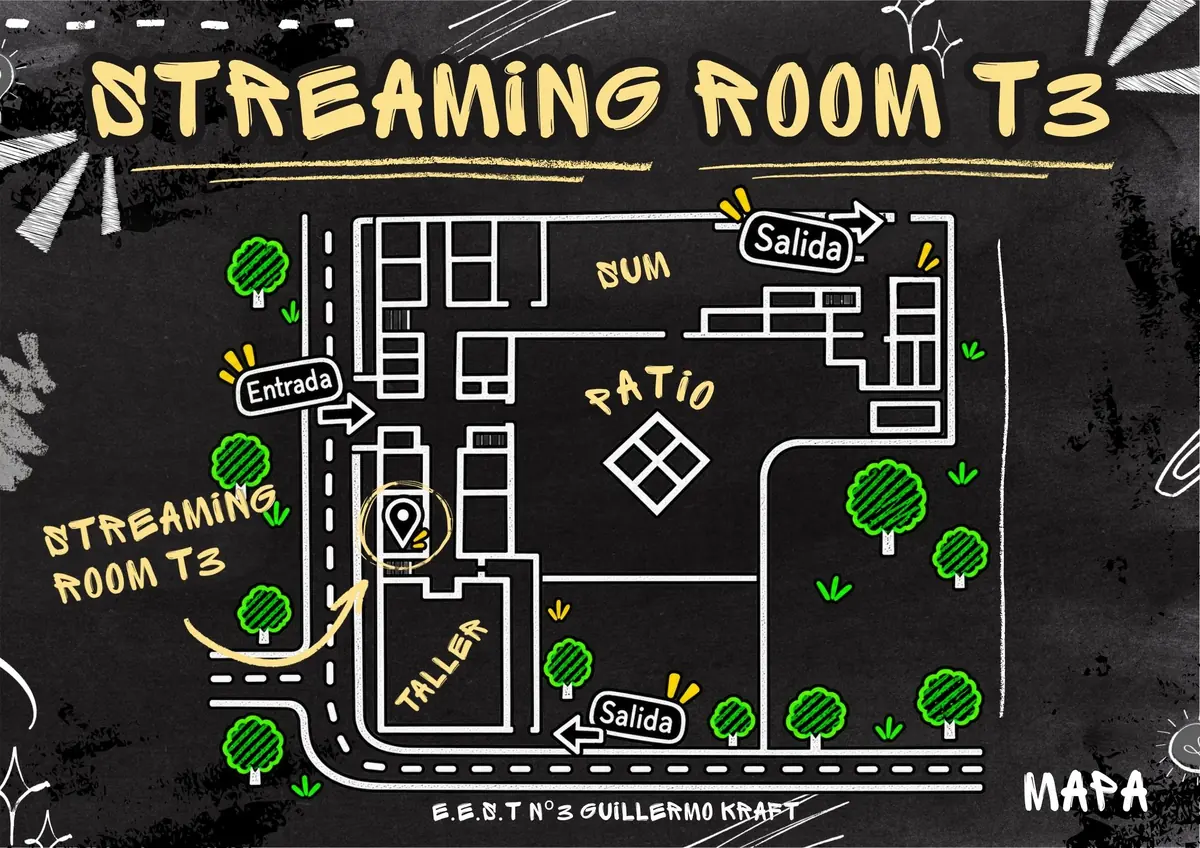 STREAMING ROOM T3
Salida
SUM
Entrada
PATIO
STREAMING
ROOM T3
TALLER
Salida
MAPA
E.E.S.T N°3 GUILLERMO KRAFT